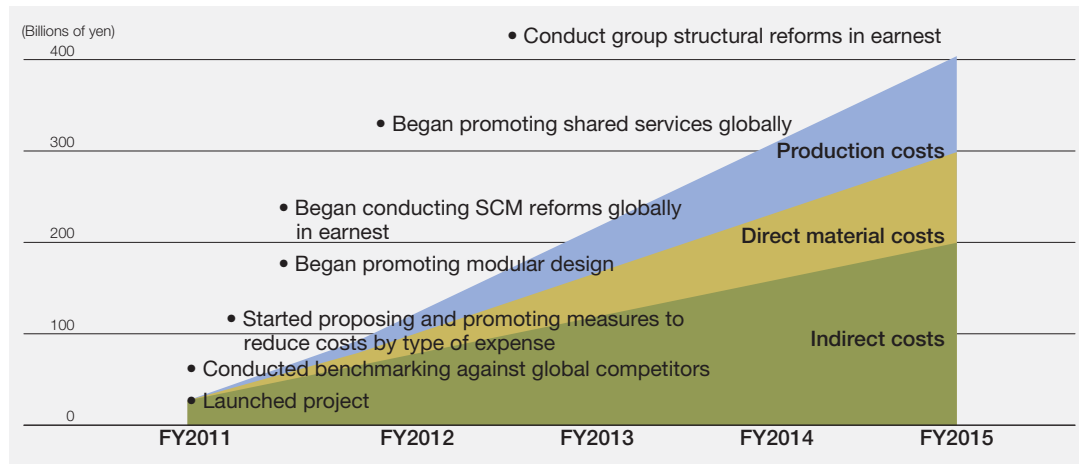 (Billions of yen)
400
300
200
100
0
• Conduct group structural reforms in earnest
• Began promoting shared services globally
Production costs
• Began conducting SCM reforms globally
in earnest
Direct material costs
• Began promoting modular design
• Started proposing and promoting measures to
reduce costs by type of expense
Indirect costs
• Conducted benchmarking against global competitors
• Launched project
FY2011
FY2012
FY2013
FY2014
FY2015